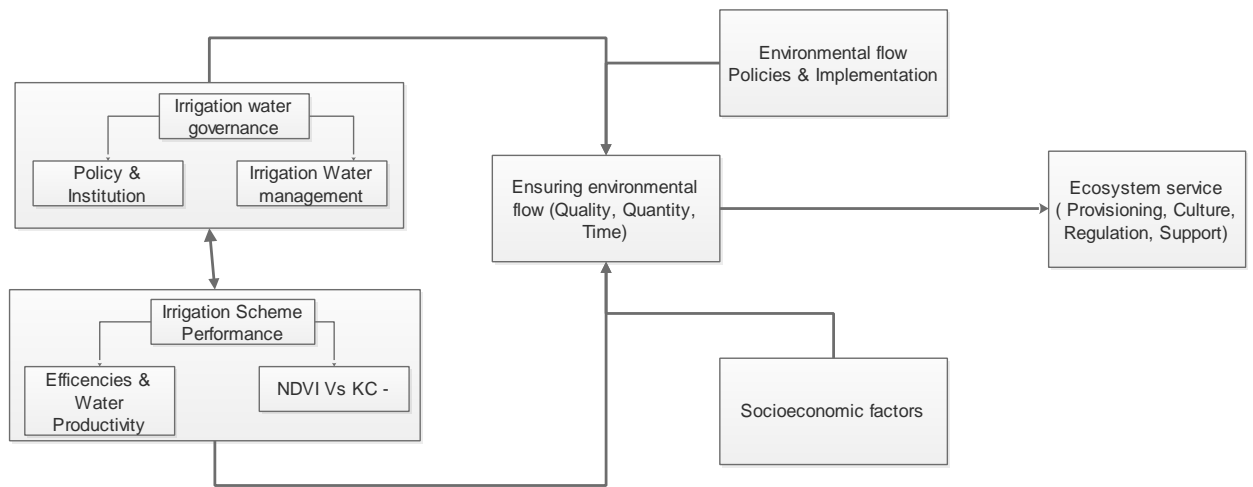 Environmental flow
Policies & Implementation
Irrigation water
governance
Policy &
Institution
Irrigation Water
management
Ensuring environmental
flow (Quality, Quantity,
Time)
Ecosystem service
( Provisioning, Culture,
Regulation, Support)
Irrigation Scheme
Performance
Efficencies &
Water
Productivity
NDVI Vs KC -
Socioeconomic factors